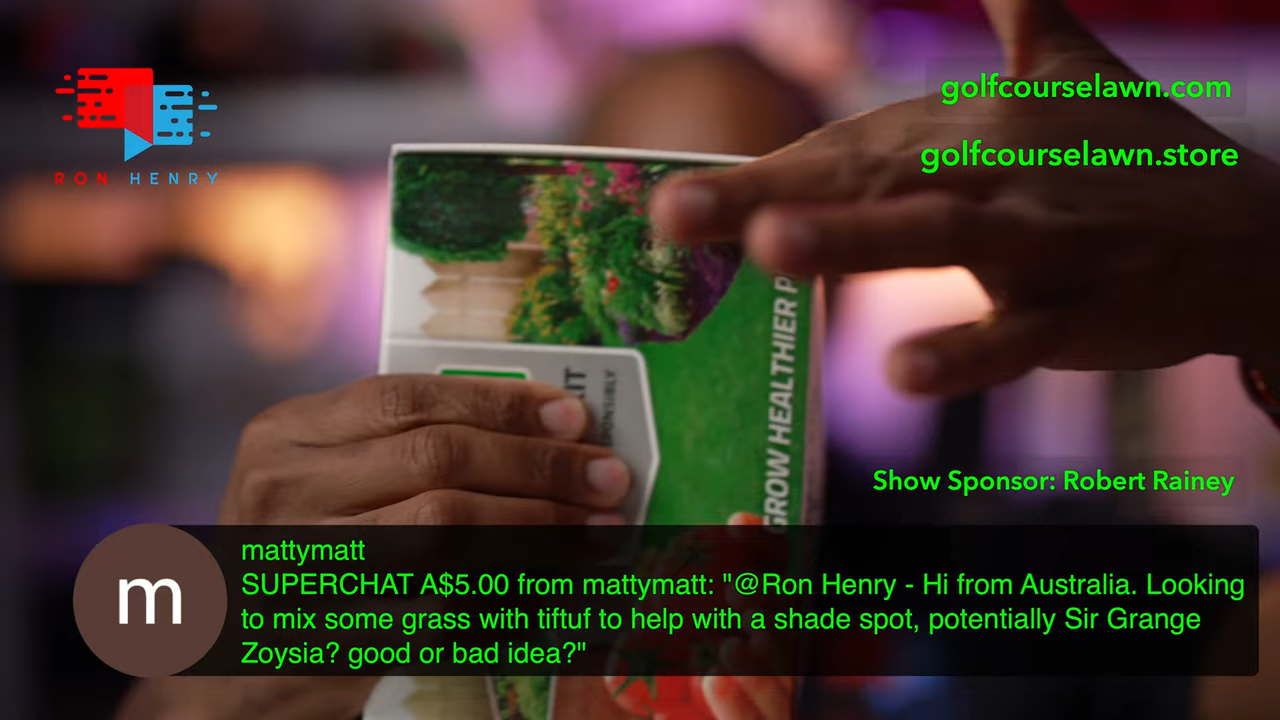 golfcourselawn.com
golfcourselawn.store
RON HENRY
GROW HEALTHIER P
Show Sponsor: Robert Rainey
mattymatt
m
SUPERCHAT A$5.00 from mattymatt: "@Ron Henry - Hi from Australia. Looking
to mix some grass with tiftuf to help with a shade spot, potentially Sir Grange
Zoysia? good or bad idea?"